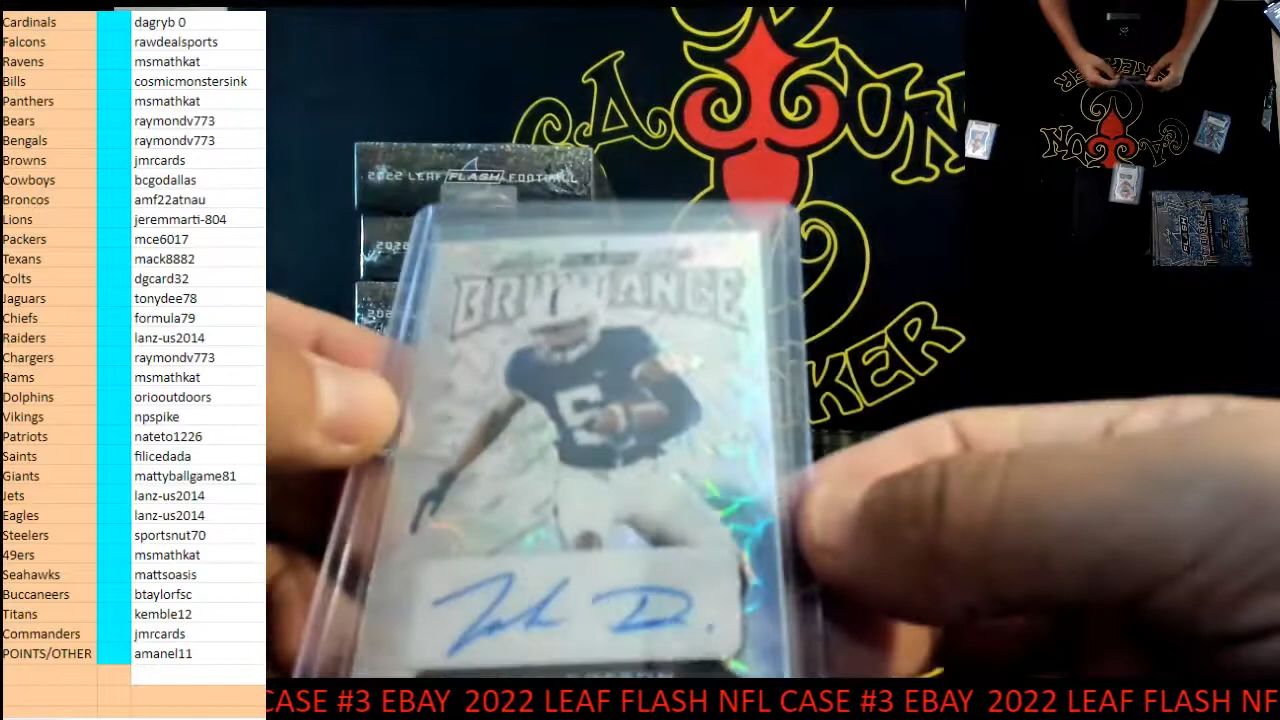 Cardinals dagryb 0
Falcons rawdealsports
Ravens msmathkat
Bills cosmicmonstersink
Panthers msmathkat
Bears raymondv773
Bengals raymondv773
Browns jmrcards
Cowboys bcgodallas
Broncos amf22atnau
Lions jeremmarti-804
Packers mce6017
Texans mack8882
Colts dgcard32
Jaguars tonydee78
Chiefs formula79
Raiders lanz-us2014
Chargers raymondv773
Rams msmathkat
Dolphins oriooutdoors
Vikings npspike
Patriots nateto1226
Saints filicedada
Giants mattyballgame81
Jets lanz-us2014
Eagles lanz-us2014
Steelers sportsnut70
49ers msmathkat
Seahawks mattsoasis
Buccaneers btaylorfsc
Titans kemble12
Commanders jmrcards
POINTS/OTHER amanel11
2022 LEAF FLASH FOOTBALL
2022
BRILLIANCE
5
CASE #3 EBAY 2022 LEAF FLASH NFL CASE #3 EBAY 2022 LEAF FLASH NF